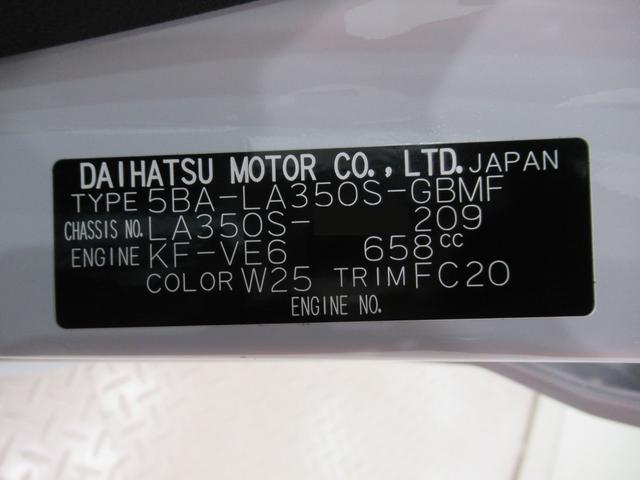 DAIHATSU MOTOR CO., LTD. JAPAN
TYPE 5BA-LA350S-GBMF
CHASSIS NO. LA350S- 209
ENGINE KF-VE6 658cc
COLOR W25 TRIM FC20
ENGINE NO.